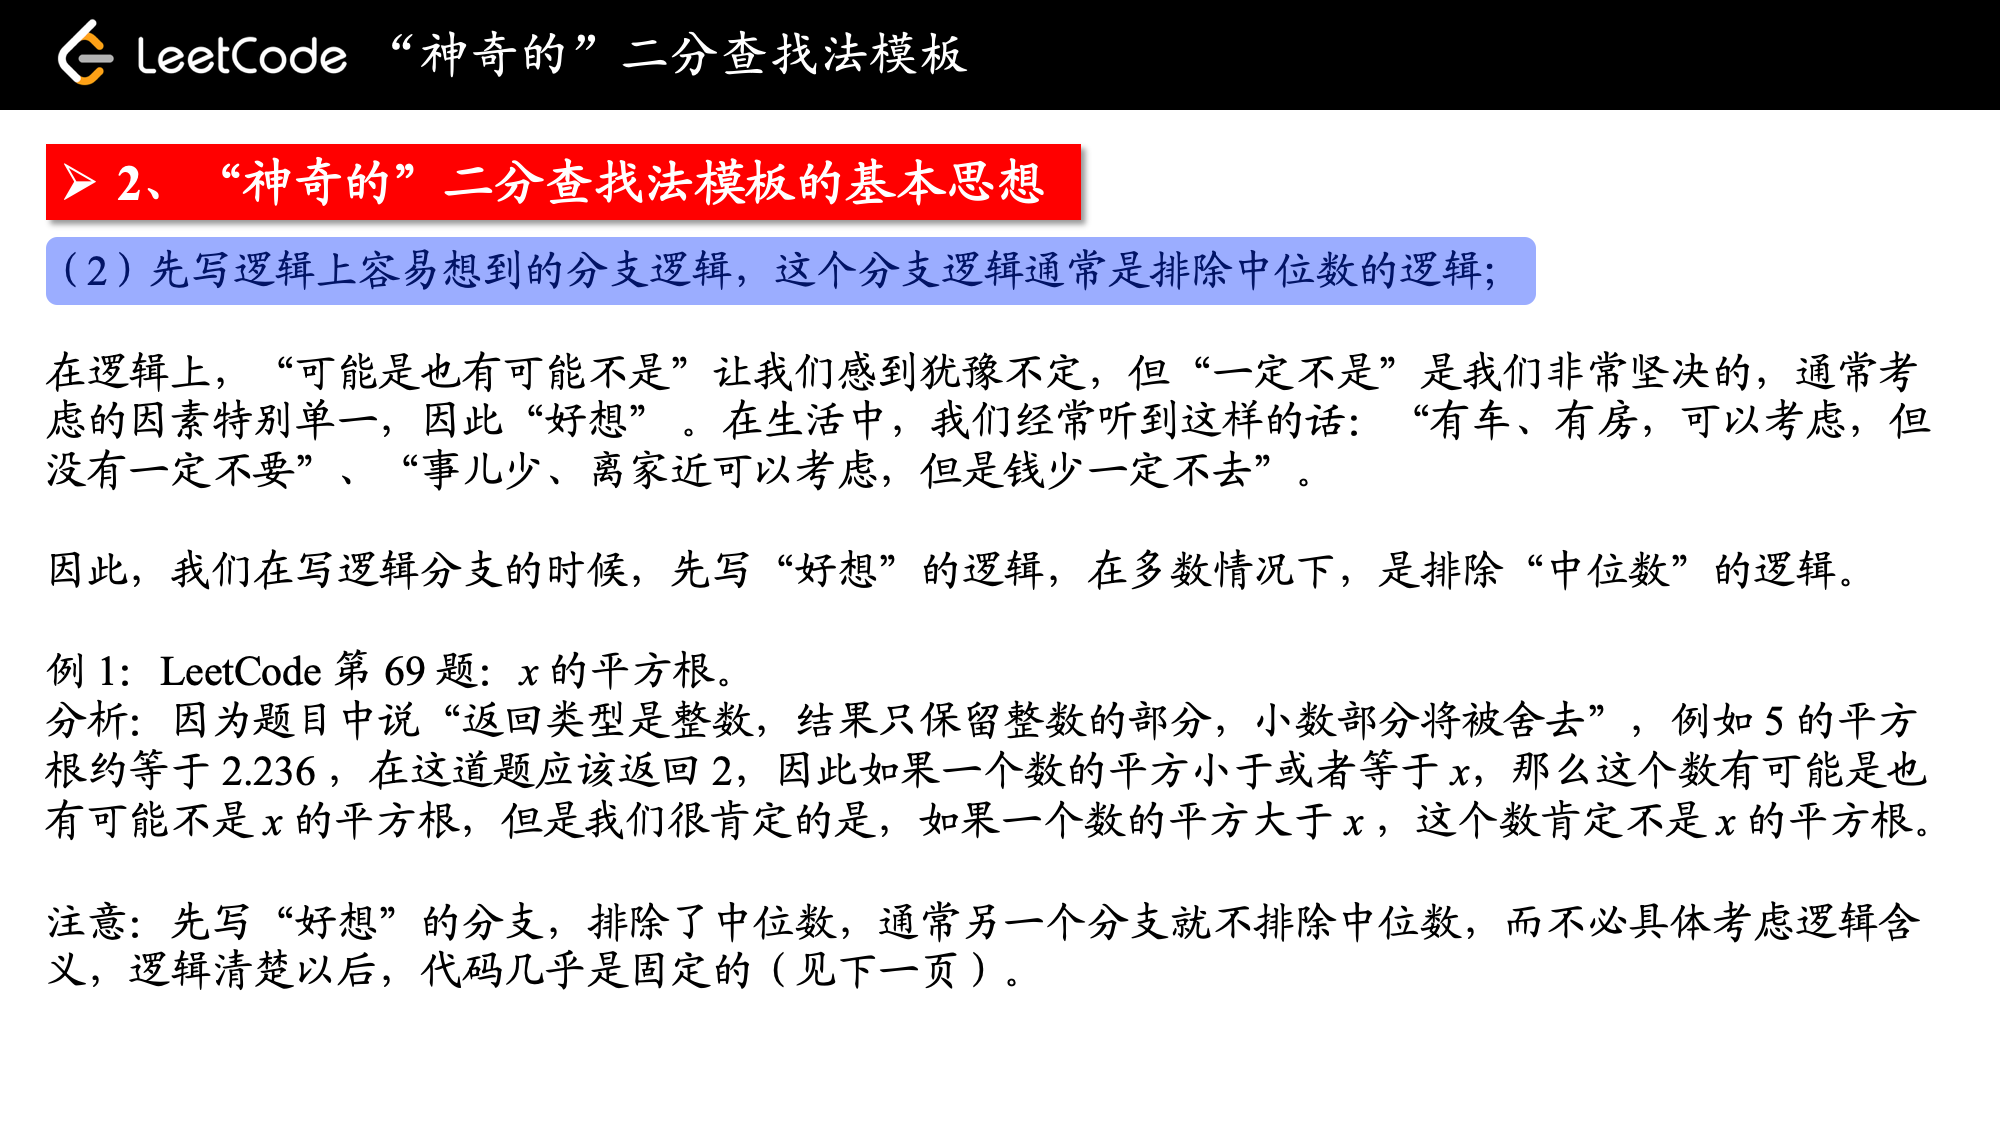 LeetCode “神奇的”二分查找法模板
➢ 2、“神奇的”二分查找法模板的基本思想
（2）先写逻辑上容易想到的分支逻辑，这个分支逻辑通常是排除中位数的逻辑；
在逻辑上，“可能是也有可能不是”让我们感到犹豫不定，但“一定不是”是我们非常坚决的，通常考
虑的因素特别单一，因此“好想” 。在生活中，我们经常听到这样的话：“有车、有房，可以考虑，但
没有一定不要”、“事儿少、离家近可以考虑，但是钱少一定不去”。
因此，我们在写逻辑分支的时候，先写“好想”的逻辑，在多数情况下，是排除“中位数”的逻辑。
例 1：LeetCode 第 69 题：x 的平方根。
分析：因为题目中说“返回类型是整数，结果只保留整数的部分，小数部分将被舍去”，例如 5 的平方
根约等于 2.236 ，在这道题应该返回 2，因此如果一个数的平方小于或者等于 x，那么这个数有可能是也
有可能不是 x 的平方根，但是我们很肯定的是，如果一个数的平方大于 x ，这个数肯定不是 x 的平方根。
注意：先写“好想”的分支，排除了中位数，通常另一个分支就不排除中位数，而不必具体考虑逻辑含
义，逻辑清楚以后，代码几乎是固定的（见下一页）。